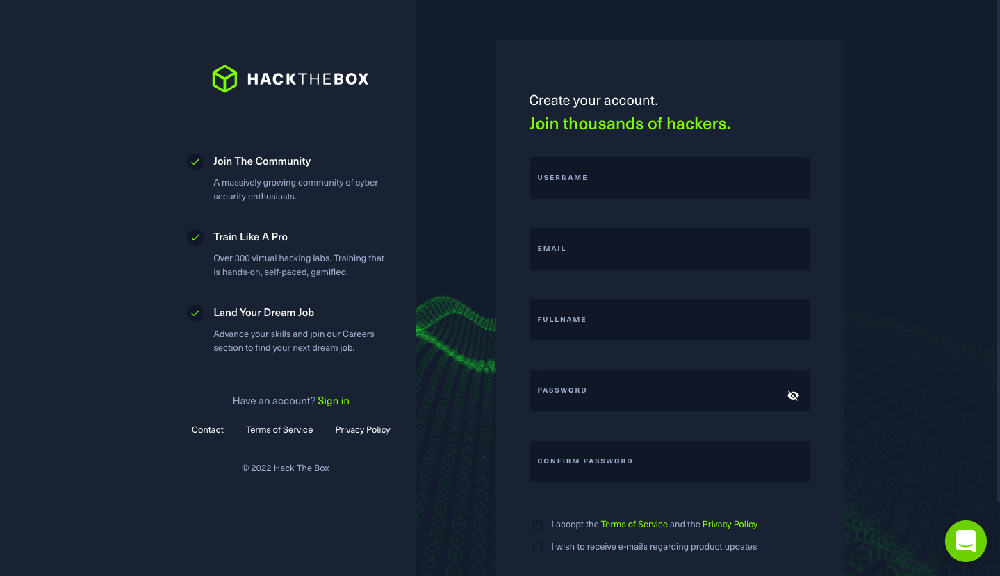 HACKTHEBOX
Join The Community
A massively growing community of cyber
security enthusiasts.
Train Like A Pro
Over 300 virtual hacking labs. Training that
is hands-on, self-paced, gamified.
Land Your Dream Job
Advance your skills and join our Careers
section to find your next dream job.
Have an account? Sign in
Contact Terms of Service Privacy Policy
© 2022 Hack The Box
Create your account.
Join thousands of hackers.
USERNAME
EMAIL
FULLNAME
PASSWORD
CONFIRM PASSWORD
I accept the Terms of Service and the Privacy Policy
I wish to receive e-mails regarding product updates